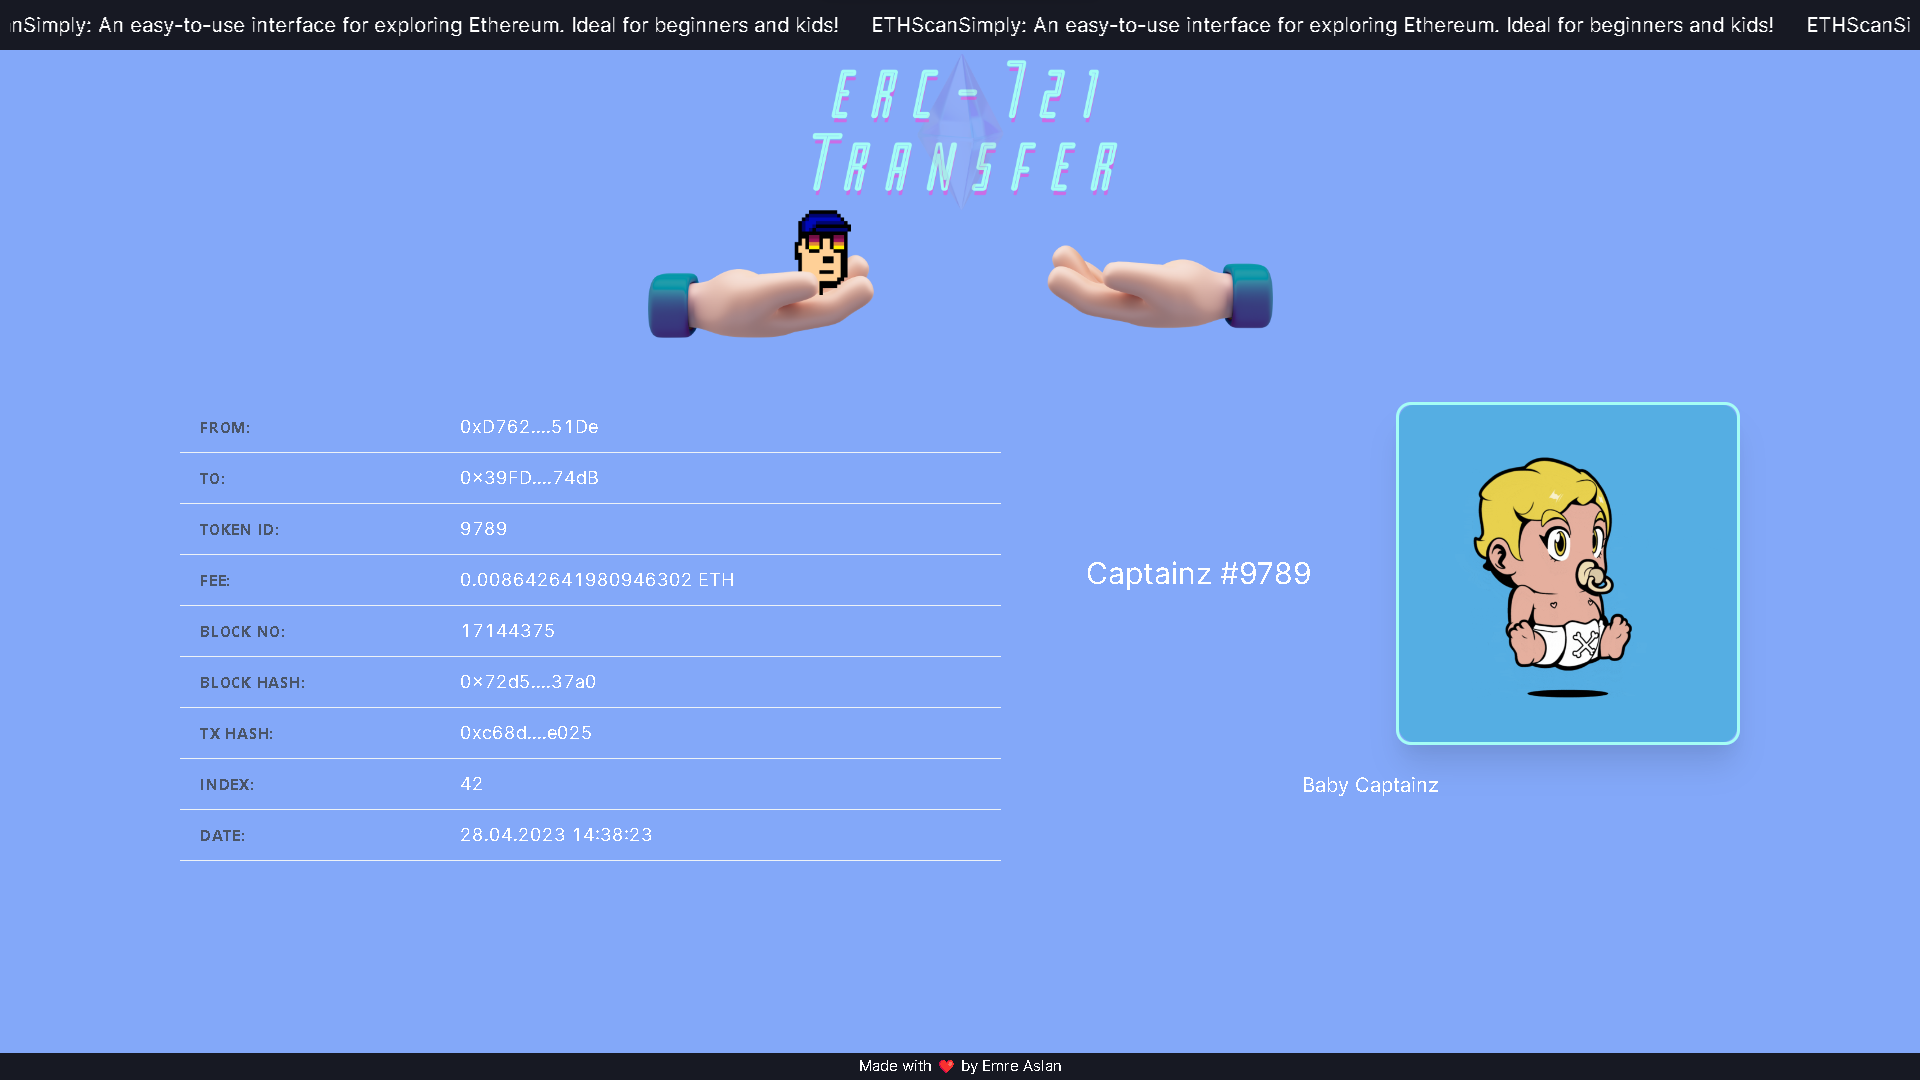 nSimply: An easy-to-use interface for exploring Ethereum. Ideal for beginners and kids! ETHScanSimply: An easy-to-use interface for exploring Ethereum. Ideal for beginners and kids! ETHScanSi
ERC-721
TRANSFER
FROM: 0xD762....51De
TO: 0x39FD....74dB
TOKEN ID: 9789
FEE: 0.008642641980946302 ETH
BLOCK NO: 17144375
BLOCK HASH: 0x72d5....37a0
TX HASH: 0xc68d....e025
INDEX: 42
DATE: 28.04.2023 14:38:23
Captainz #9789
Baby Captainz
Made with ❤️ by Emre Aslan